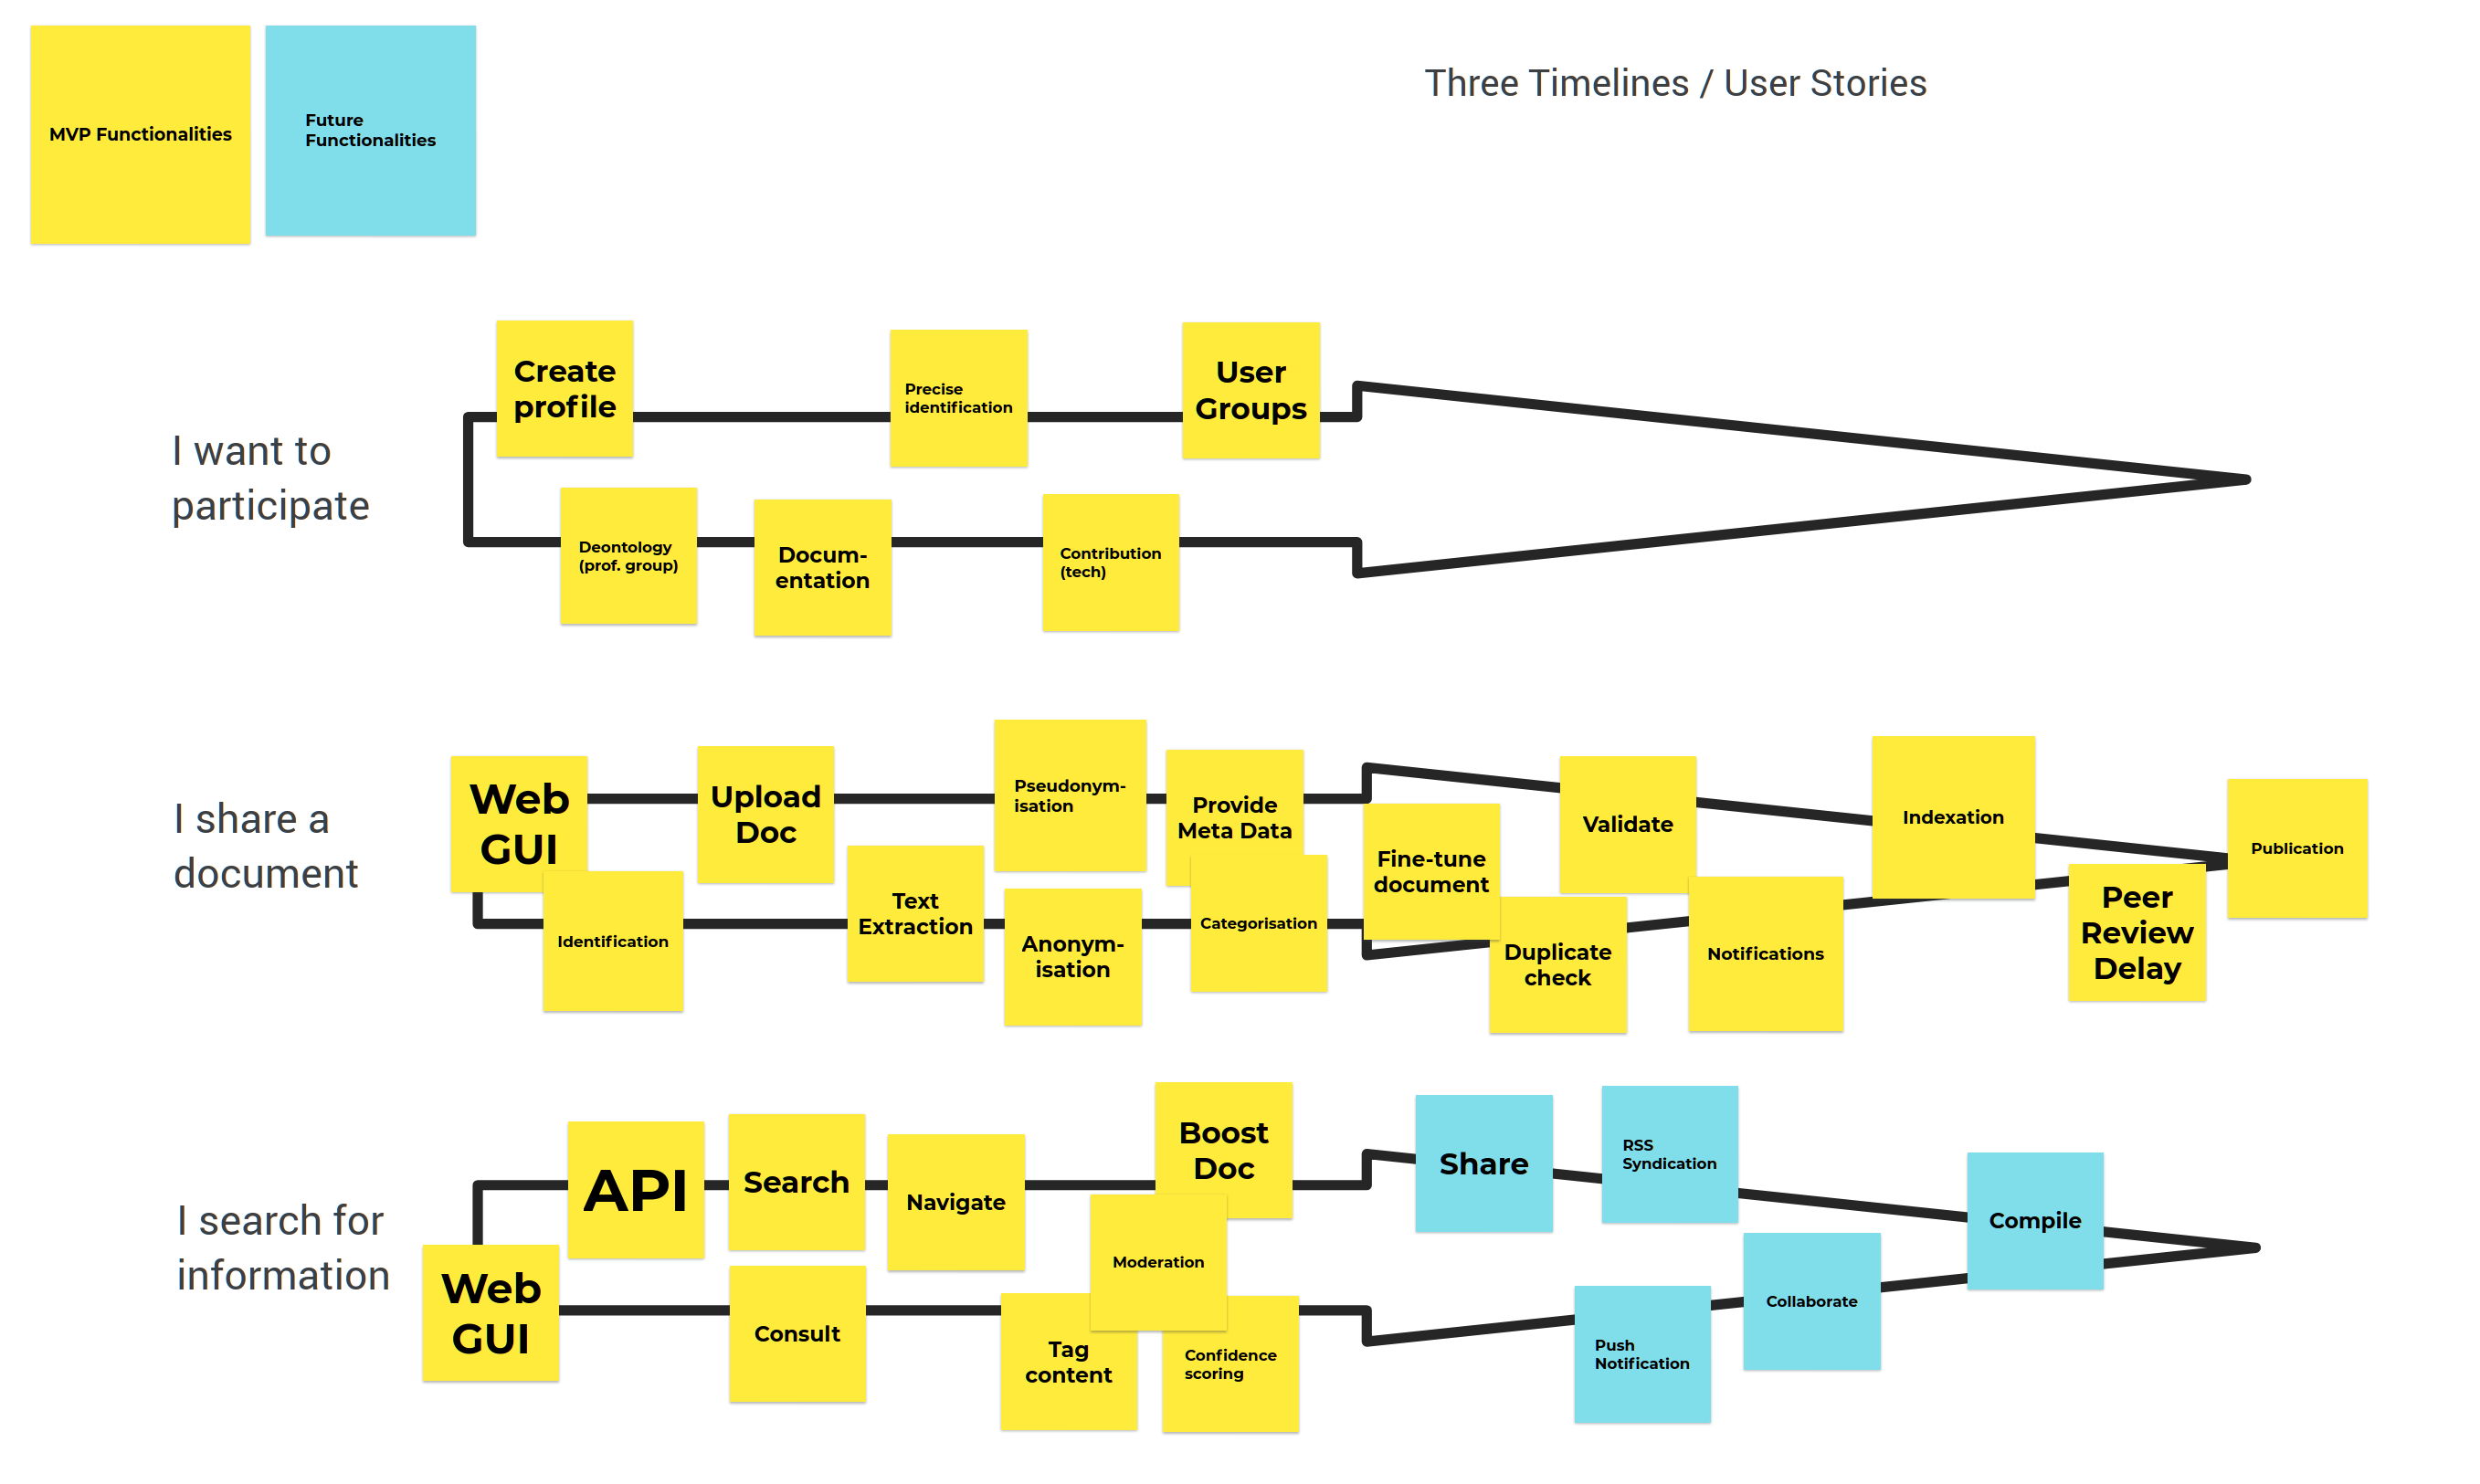 MVP Functionalities
Future
Functionalities
Three Timelines / User Stories
I want to
participate
Create
profile
Precise
identification
User
Groups
Deontology
(prof. group)
Docum-
entation
Contribution
(tech)
I share a
document
Web
GUI
Identification
Upload
Doc
Text
Extraction
Pseudonym-
isation
Anonym-
isation
Provide
Meta Data
Categorisation
Fine-tune
document
Duplicate
check
Validate
Notifications
Indexation
Peer
Review
Delay
Publication
I search for
information
Web
GUI
API
Search
Consult
Navigate
Tag
content
Moderation
Boost
Doc
Confidence
scoring
Share
RSS
Syndication
Push
Notification
Collaborate
Compile